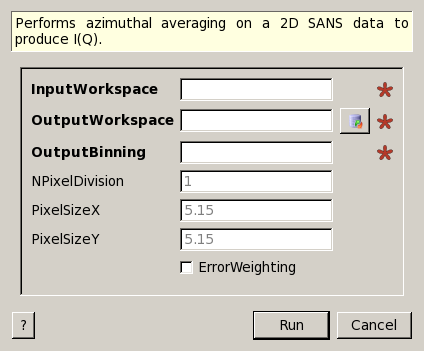 Performs azimuthal averaging on a 2D SANS data to
produce I(Q).
InputWorkspace
OutputWorkspace
OutputBinning
NPixelDivision 1
PixelSizeX 5.15
PixelSizeY 5.15
ErrorWeighting
? Run Cancel